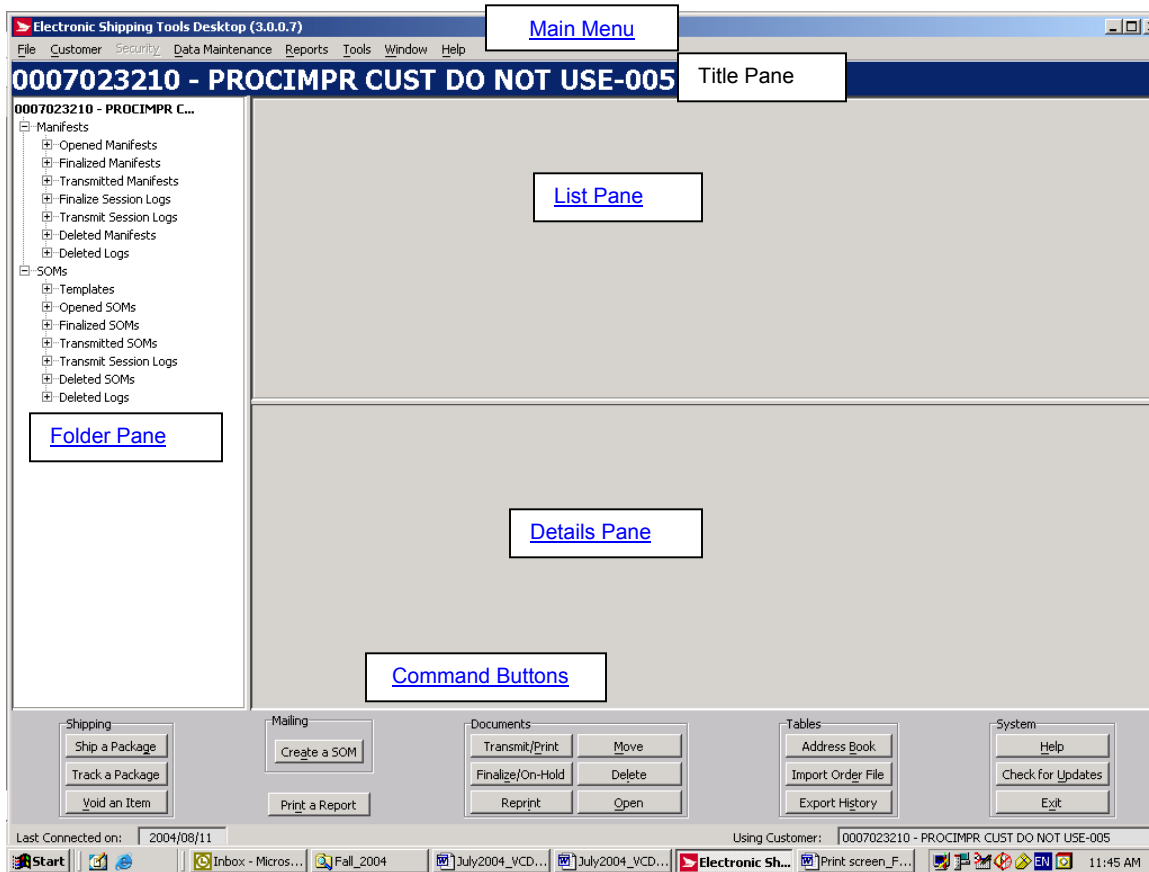 Electronic Shipping Tools Desktop (3.0.0.7)
Main Menu
File Customer Security Data Maintenance Reports Tools Window Help
0007023210 - PROCIMPR CUST DO NOT USE-005
Title Pane
0007023210 - PROCIMPR C...
Manifests
Opened Manifests
Finalized Manifests
Transmitted Manifests
Finalize Session Logs
Transmit Session Logs
Deleted Manifests
Deleted Logs
SOMs
Templates
Opened SOMs
Finalized SOMs
Transmitted SOMs
Transmit Session Logs
Deleted SOMs
Deleted Logs
List Pane
Folder Pane
Details Pane
Command Buttons
Shipping
Ship a Package
Track a Package
Void an Item
Mailing
Create a SOM
Print a Report
Documents
Transmit/Print Move
Finalize/On-Hold Delete
Reprint Open
Tables
Address Book
Import Order File
Export History
System
Help
Check for Updates
Exit
Last Connected on: 2004/08/11
Using Customer: 0007023210 - PROCIMPR CUST DO NOT USE-005
Start Inbox - Micros... Fall_2004 July2004_VCD... July2004_VCD... Electronic Sh... Print screen_F... EN 11:45 AM